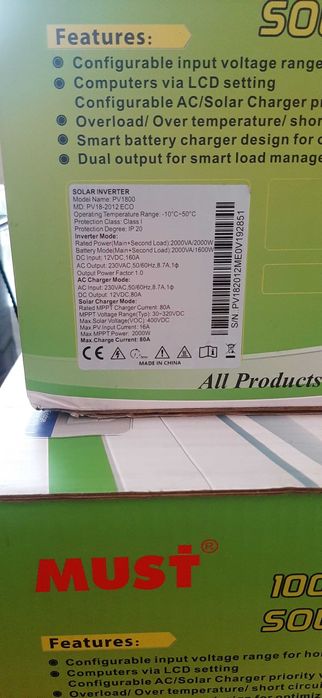 SOL
Features:
Configurable input voltage range
Computers via LCD setting
Configurable AC/Solar Charger pri
Overload/ Over temperature/ shor
Smart battery charger design for o
Dual output for smart load manage
SOLAR INVERTER
Model Name: PV1800
MD: PV18-2012 ECO
Operating Temperature Range: -10°C~50°C
Protection Class: Class I
Protection Degree: IP 20
Inverter Mode:
Rated Power(Main+Second Load):2000VA/2000W
Battery Mode(Main+Second Load):2000VA/1600W
DC Input: 12VDC,160A
AC Output: 230VAC,50/60HZ,8.7A,1ϕ
Output Power Factor:1.0
AC Charger Mode:
AC Input: 230VAC,50/60HZ,8.7A,1ϕ
DC Output: 12VDC,80A
Solar Charger Mode:
Rated MPPT Charger Current: 80A
MPPT Voltage Range(Typ): 30~320VDC
Max.Solar Voltage(VOC): 400VDC
Max.PV Input Current: 16A
Max.MPPT Power: 2000W
Max.Charge Current: 80A
CE
MADE IN CHINA
S/N: PV182012MEOV192851
All Products
MUST®
100
SOL
Features:
Configurable input voltage range for ho
Computers via LCD setting
Configurable AC/Solar Charger priority v
Overload/ Over temperature/ short circui